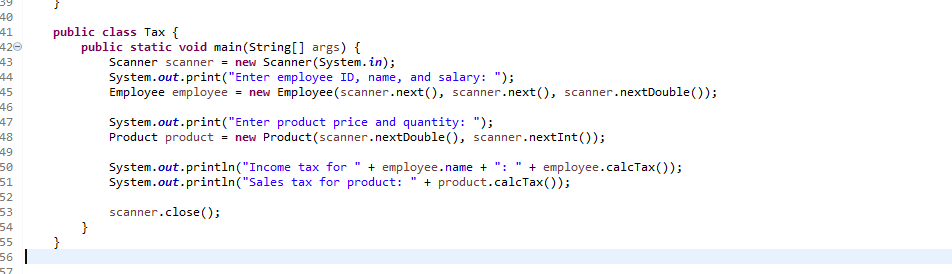 39 }
40
41 public class Tax {
42 public static void main(String[] args) {
43 Scanner scanner = new Scanner(System.in);
44 System.out.print("Enter employee ID, name, and salary: ");
45 Employee employee = new Employee(scanner.next(), scanner.next(), scanner.nextDouble());
46
47 System.out.print("Enter product price and quantity: ");
48 Product product = new Product(scanner.nextDouble(), scanner.nextInt());
49
50 System.out.println("Income tax for " + employee.name + ": " + employee.calcTax());
51 System.out.println("Sales tax for product: " + product.calcTax());
52
53 scanner.close();
54 }
55 }
56
57